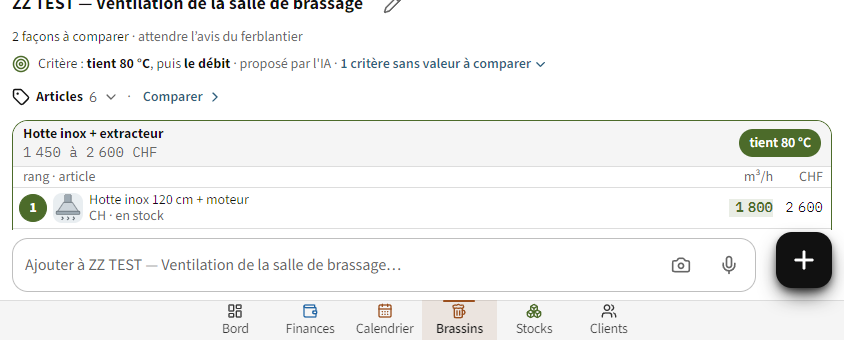 ZZ TEST — Ventilation de la salle de brassage
2 façons à comparer · attendre l'avis du ferblantier
Critère : tient 80 °C, puis le débit · proposé par l'IA · 1 critère sans valeur à comparer
Articles 6 · Comparer
Hotte inox + extracteur
1 450 à 2 600 CHF
tient 80 °C
rang · article m³/h CHF
1 Hotte inox 120 cm + moteur 1 800 2 600
CH · en stock
Ajouter à ZZ TEST — Ventilation de la salle de brassage…
Bord Finances Calendrier Brassins Stocks Clients